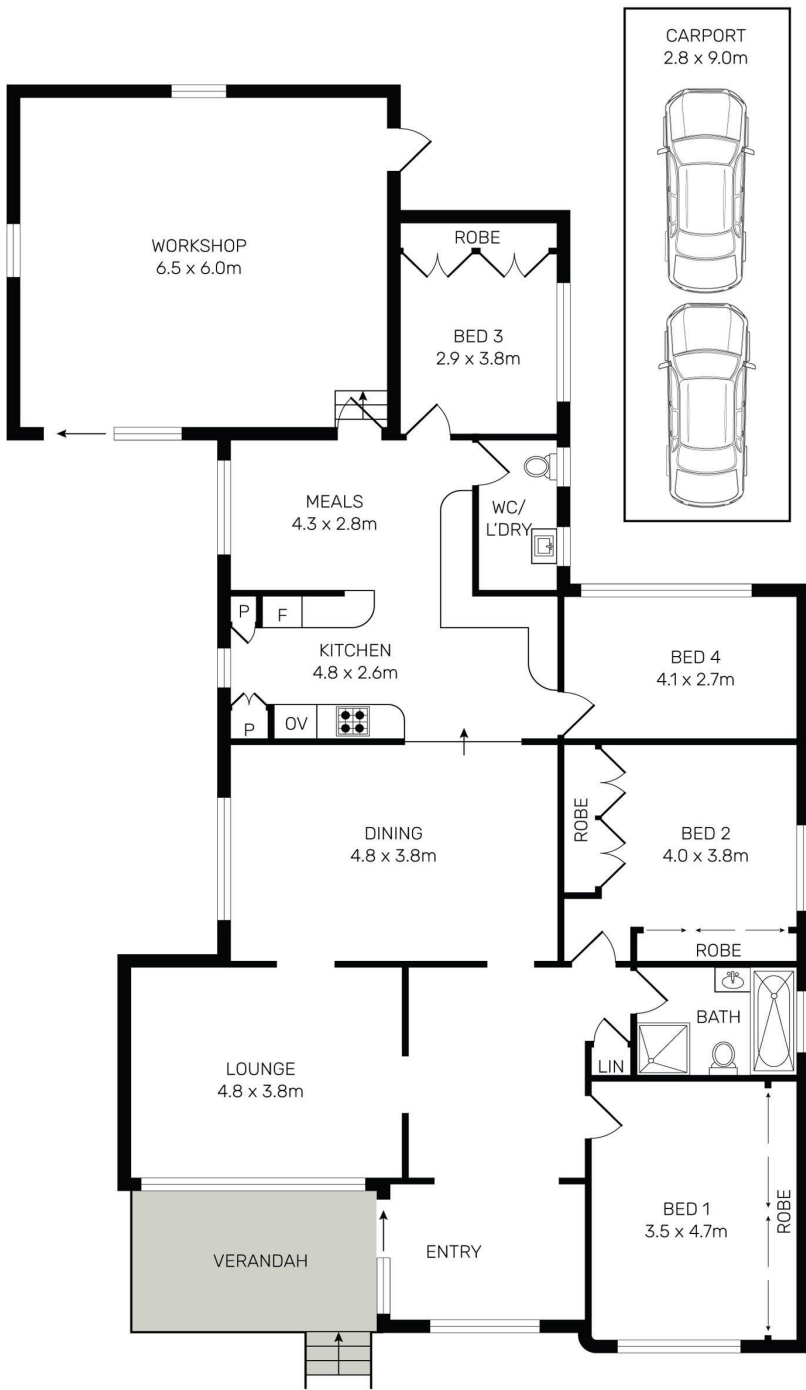 CARPORT
2.8 x 9.0m
WORKSHOP
6.5 x 6.0m
ROBE
BED 3
2.9 x 3.8m
MEALS
4.3 x 2.8m
WC/
L'DRY
P
F
KITCHEN
4.8 x 2.6m
P
OV
BED 4
4.1 x 2.7m
DINING
4.8 x 3.8m
ROBE
BED 2
4.0 x 3.8m
ROBE
LOUNGE
4.8 x 3.8m
BATH
LIN
BED 1
3.5 x 4.7m
ROBE
VERANDAH
ENTRY